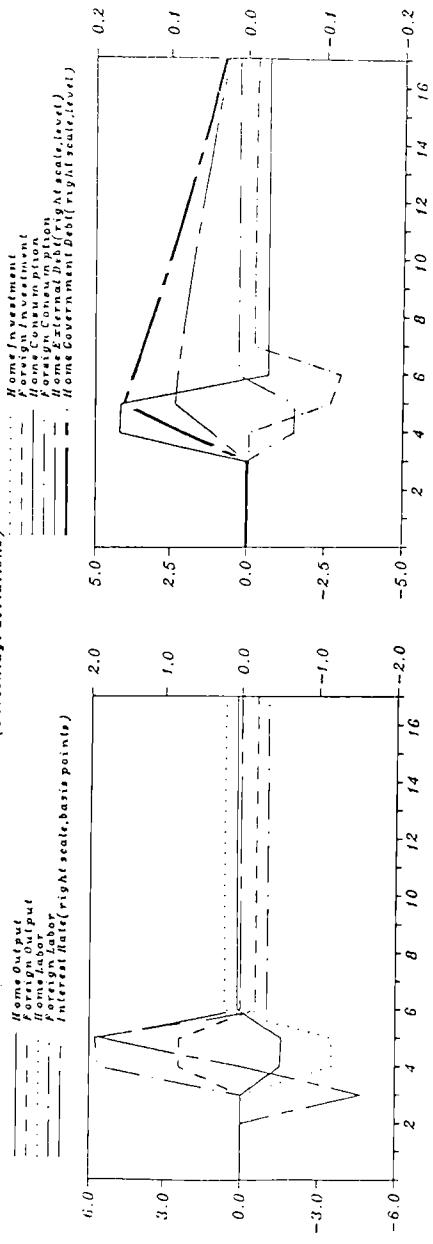 Home Output
Foreign Output
Home Labor
Foreign Labor
Interest Rate(right scale,basis points)
6.0
3.0
0.0
-3.0
-6.0
2.0
1.0
0.0
-1.0
-2.0
2 4 6 8 10 12 14 16
Home Investment
Foreign Investment
Home Consumption
Foreign Consumption
Home External Debt(right scale,level)
Home Government Debt(right scale,level)
5.0
2.5
0.0
-2.5
-5.0
0.2
0.1
0.0
-0.1
-0.2
2 4 6 8 10 12 14 16